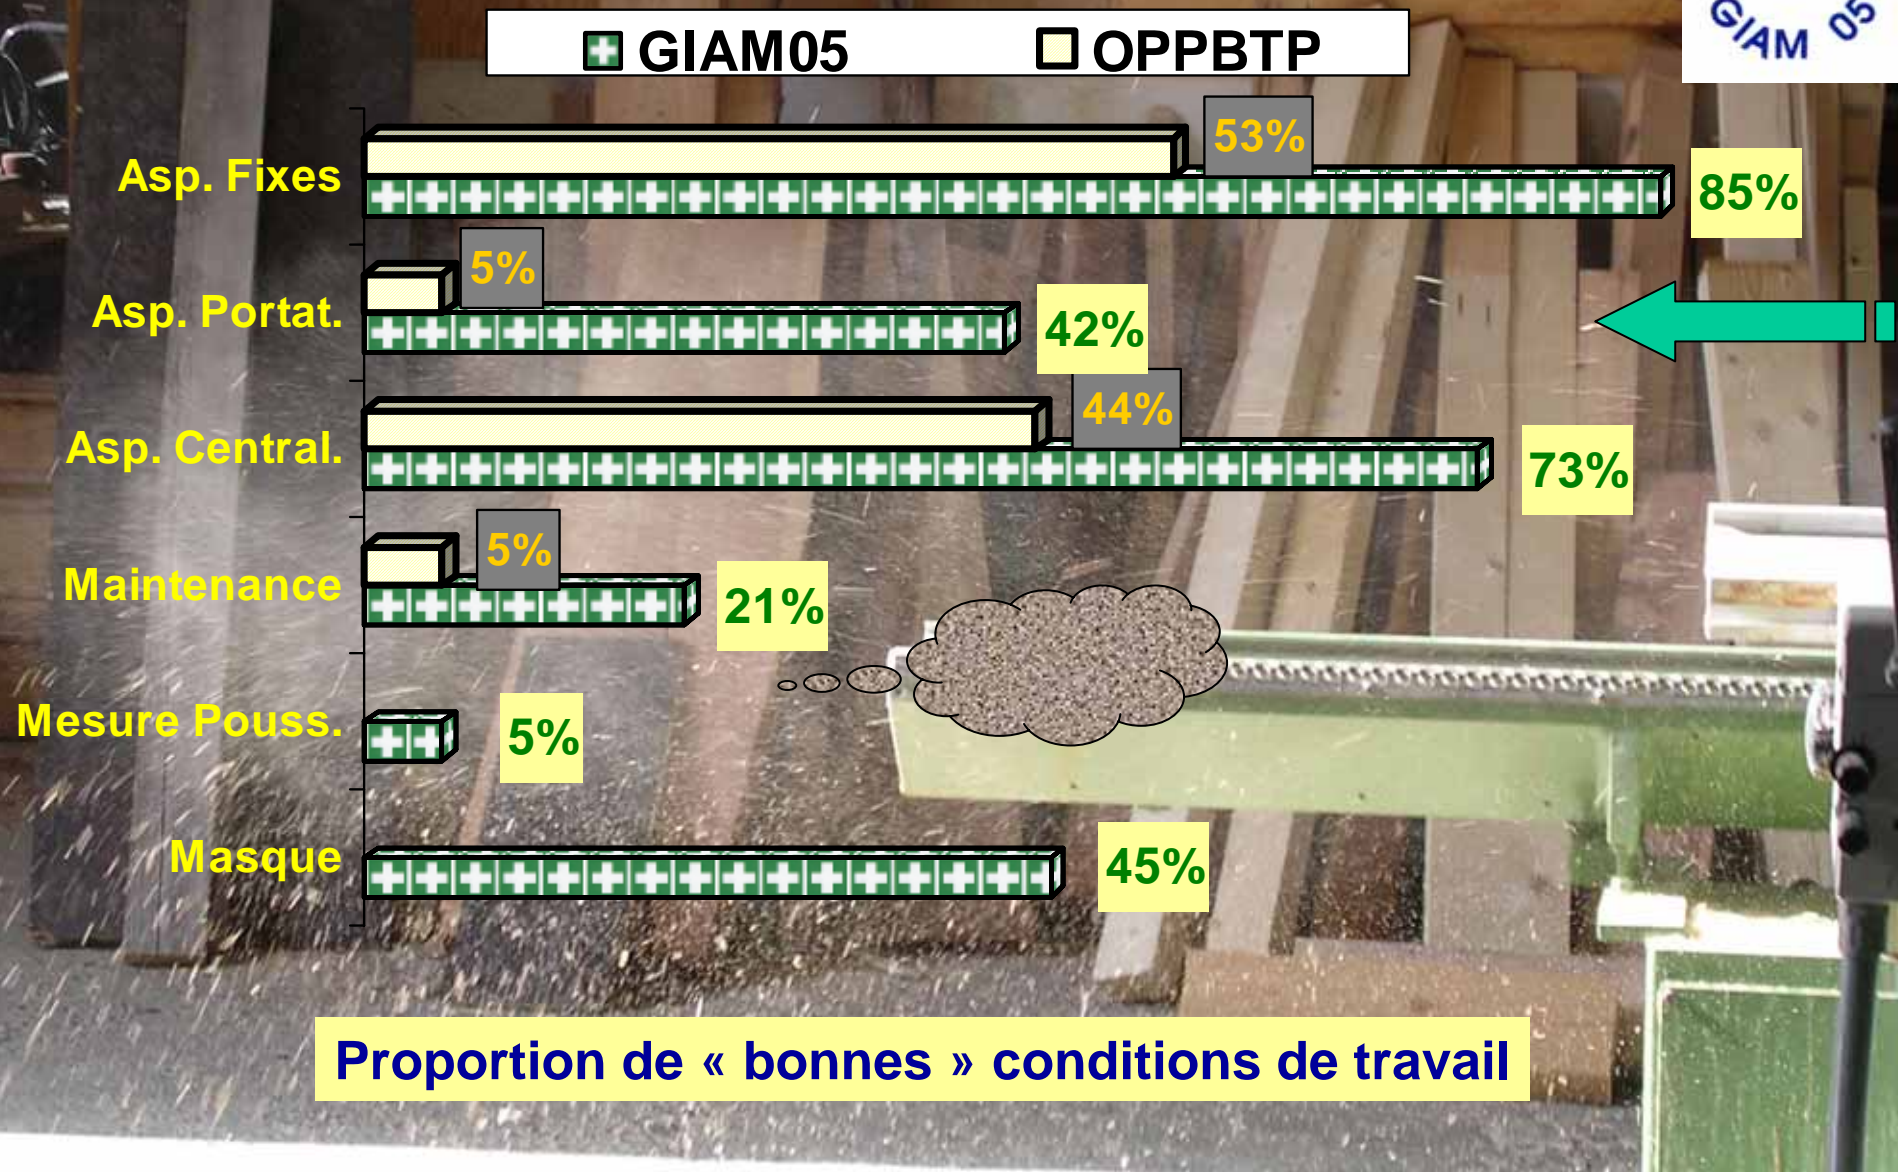 GIAM05 OPPBTP
GIAM 05
Asp. Fixes 53% 85%
Asp. Portat. 5% 42%
Asp. Central. 44% 73%
Maintenance 5% 21%
Mesure Pouss. 5%
Masque 45%
Proportion de « bonnes » conditions de travail